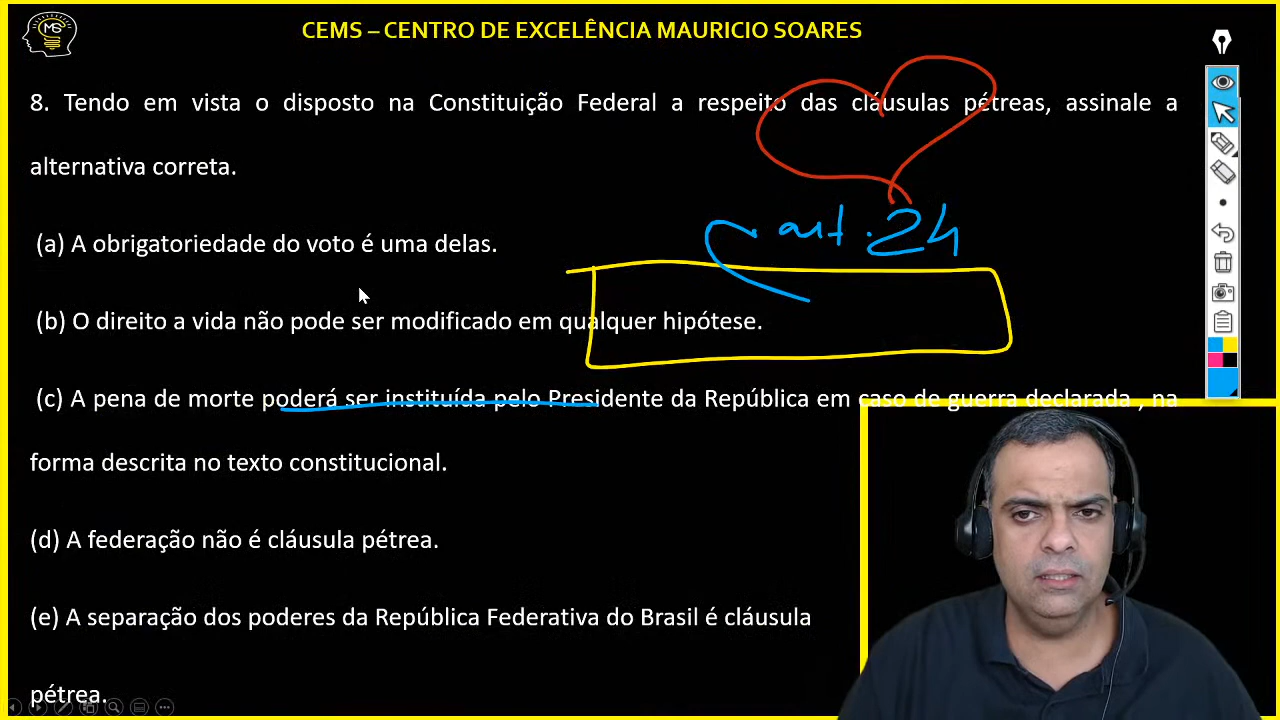 MS
CEMS – CENTRO DE EXCELÊNCIA MAURICIO SOARES
8. Tendo em vista o disposto na Constituição Federal a respeito das cláusulas pétreas, assinale a
alternativa correta.
art. 24
(a) A obrigatoriedade do voto é uma delas.
(b) O direito a vida não pode ser modificado em qualquer hipótese.
(c) A pena de morte poderá ser instituída pelo Presidente da República em caso de guerra declarada , na
forma descrita no texto constitucional.
(d) A federação não é cláusula pétrea.
(e) A separação dos poderes da República Federativa do Brasil é cláusula
pétrea.